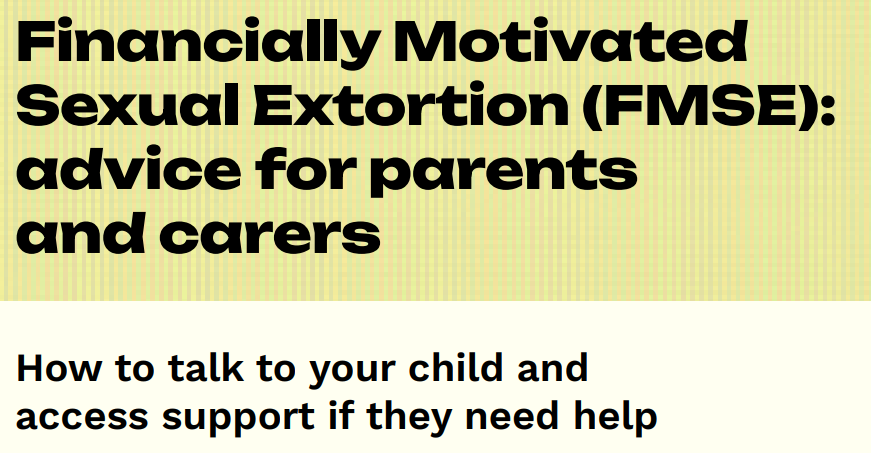 Financially Motivated
Sexual Extortion (FMSE):
advice for parents
and carers
How to talk to your child and
access support if they need help